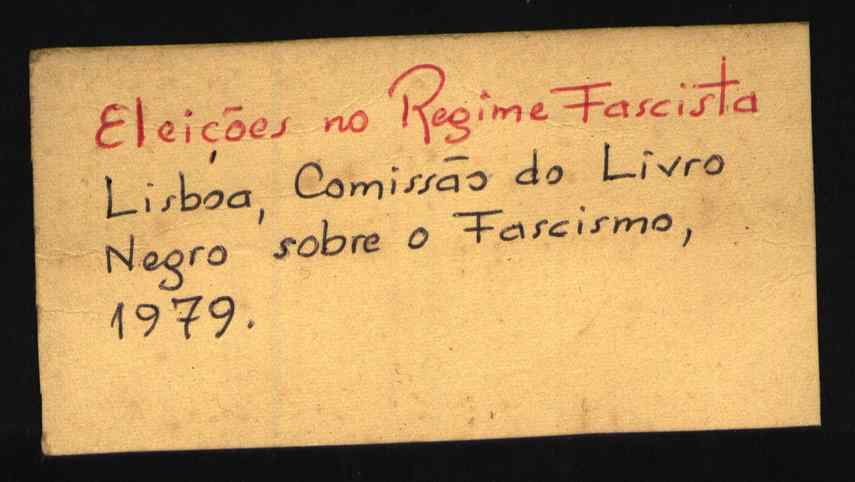 Eleições no Regime Fascista
Lisboa, Comissão do Livro
Negro sobre o Fascismo,
1979.